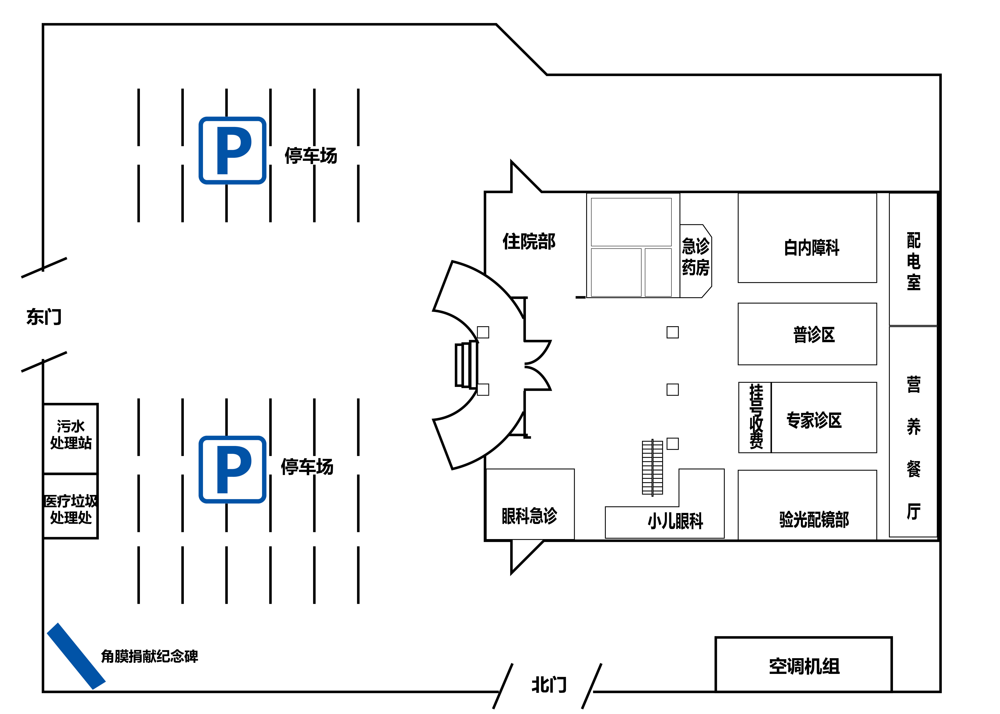 P
停车场
住院部
急诊
药房
白内障科
配电室
东门
普诊区
挂号收费
专家诊区
营养餐厅
污水
处理站
P
停车场
医疗垃圾
处理处
眼科急诊
小儿眼科
验光配镜部
角膜捐献纪念碑
北门
空调机组